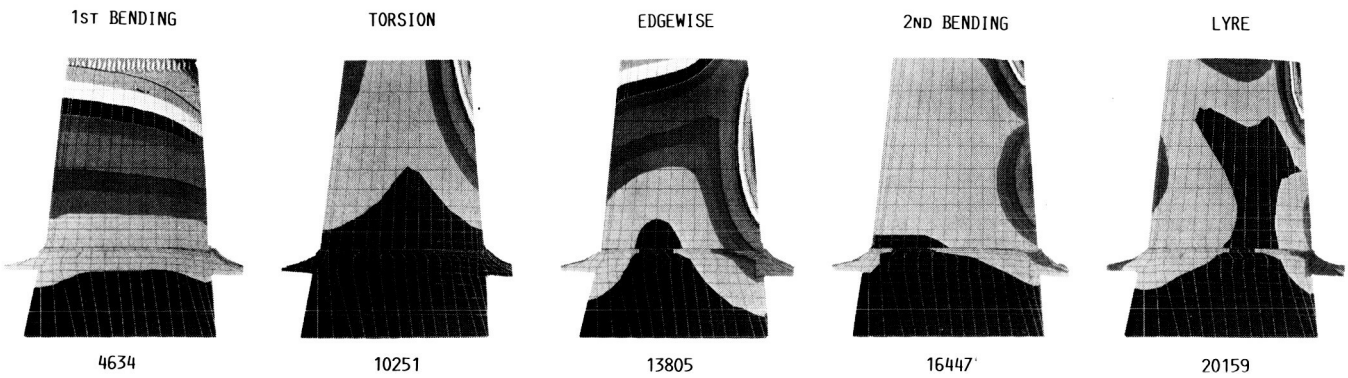 1ST BENDING
TORSION
EDGEWISE
2ND BENDING
LYRE
4634
10251
13805
16447
20159